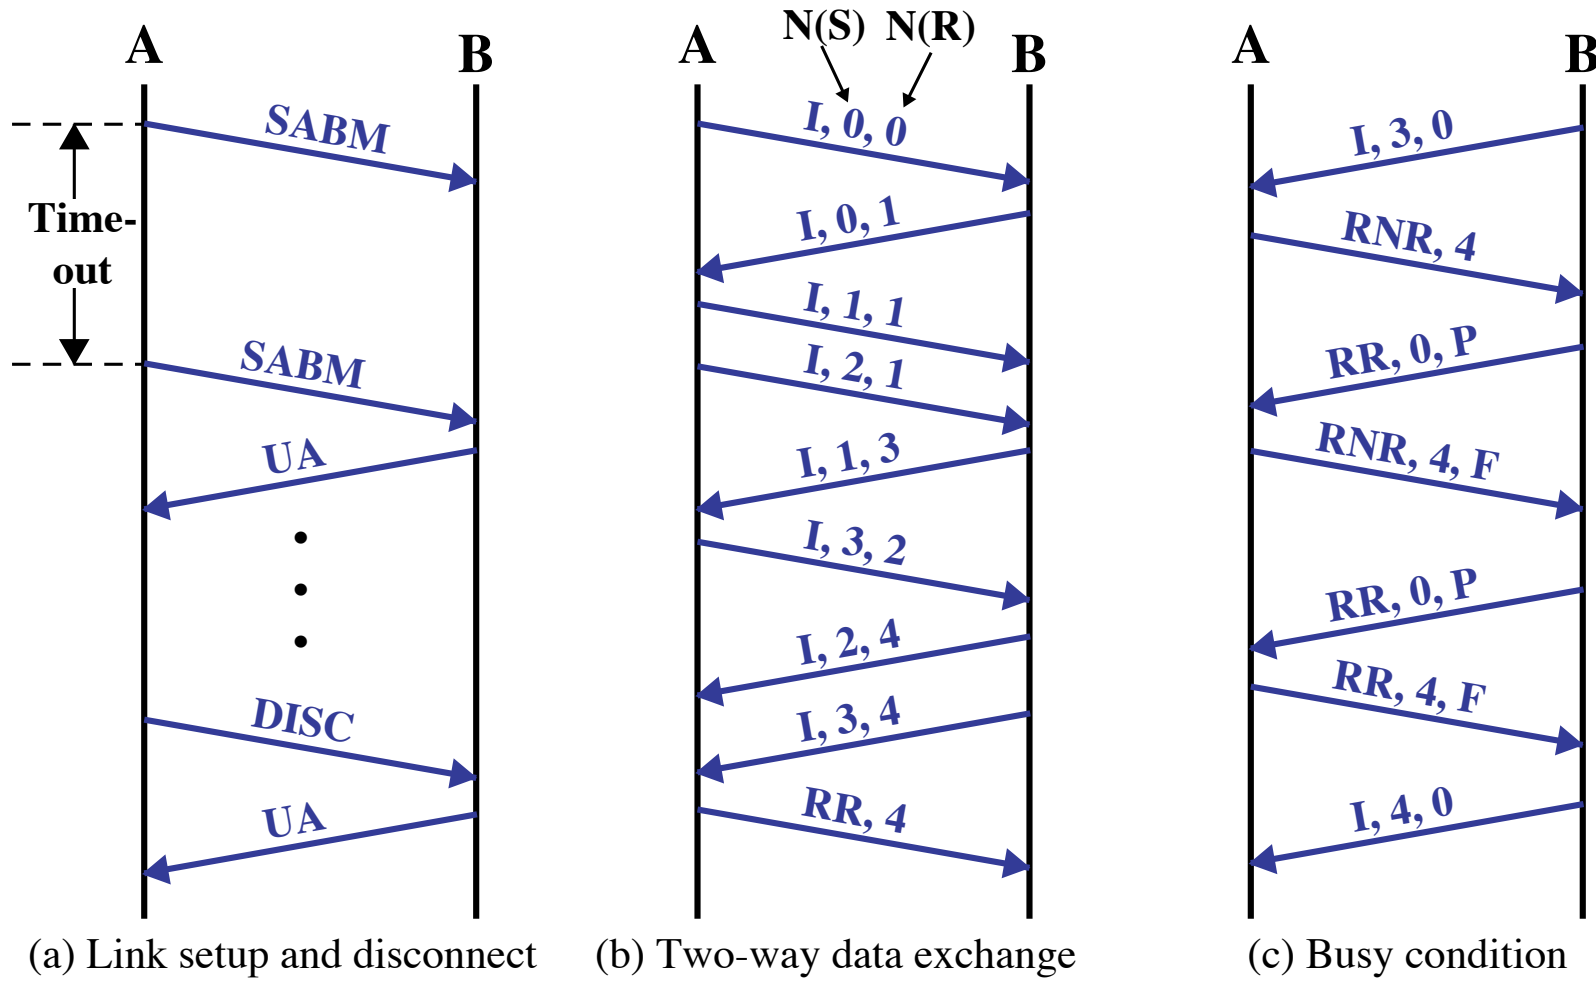 A
B
SABM
Time-
out
SABM
UA
DISC
UA
(a) Link setup and disconnect
N(S) N(R)
A
B
I, 0, 0
I, 0, 1
I, 1, 1
I, 2, 1
I, 1, 3
I, 3, 2
I, 2, 4
I, 3, 4
RR, 4
(b) Two-way data exchange
A
B
I, 3, 0
RNR, 4
RR, 0, P
RNR, 4, F
RR, 0, P
RR, 4, F
I, 4, 0
(c) Busy condition